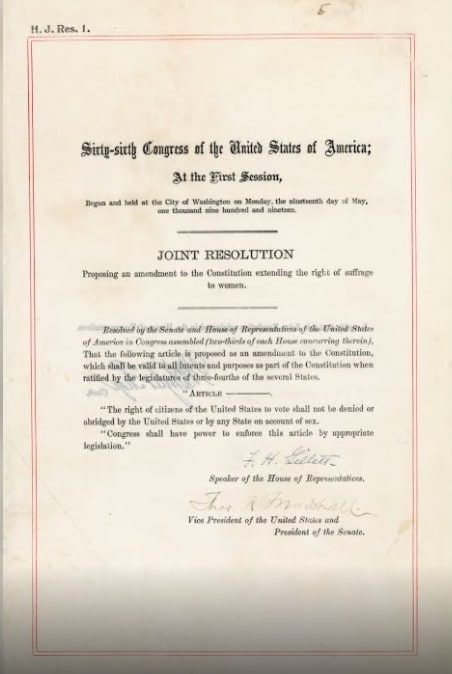 5
H. J. Res. 1.
Sixty-sixth Congress of the United States of America;
At the First Session,
Begun and held at the City of Washington on Monday, the nineteenth day of May,
one thousand nine hundred and nineteen.
JOINT RESOLUTION
Proposing an amendment to the Constitution extending the right of suffrage
to women.
Resolved by the Senate and House of Representatives of the United States
of America in Congress assembled (two-thirds of each House concurring therein),
That the following article is proposed as an amendment to the Constitution,
which shall be valid to all intents and purposes as part of the Constitution when
ratified by the legislatures of three-fourths of the several States.
"ARTICLE ————.
"The right of citizens of the United States to vote shall not be denied or
abridged by the United States or by any State on account of sex.
"Congress shall have power to enforce this article by appropriate
legislation."
F. H. Gillett.
Speaker of the House of Representatives.
Thos. R. Marshall.
Vice President of the United States and
President of the Senate.